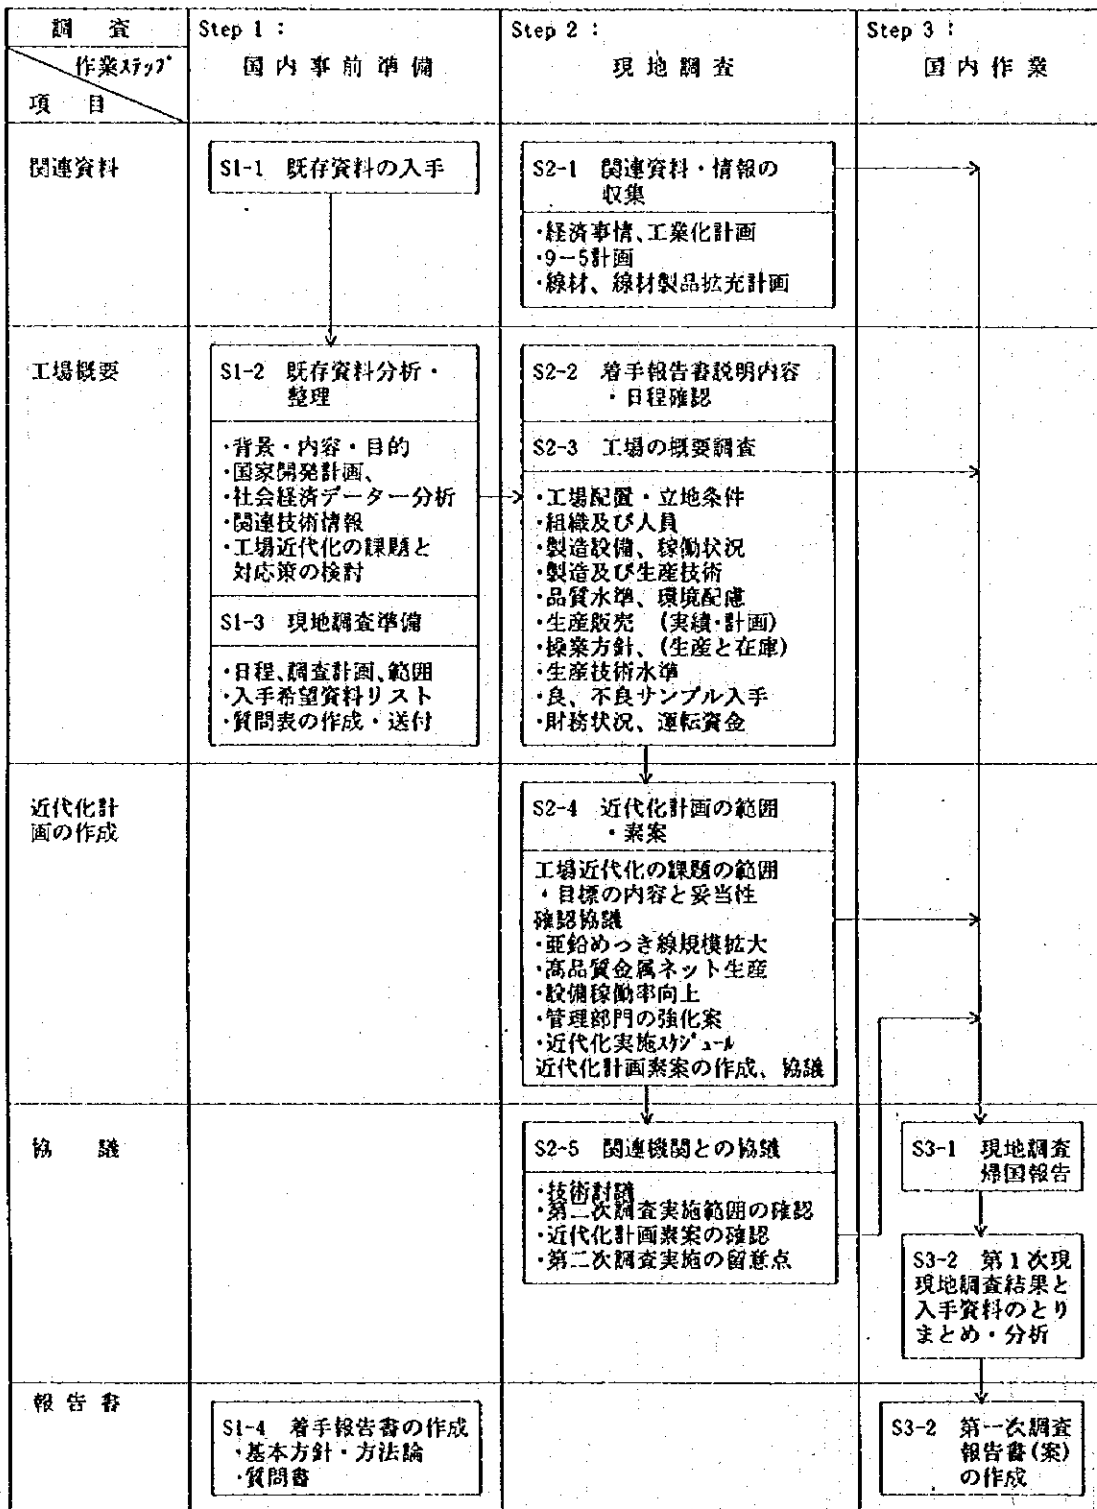 調 査
作業ステップ
項 目
Step 1 :
国 内 事 前 準 備
Step 2 :
現 地 調 査
Step 3 :
国 内 作 業
関連資料
S1-1 既存資料の入手
S2-1 関連資料・情報の
収集
・経済事情、工業化計画
・9-5計画
・線材、線材製品拡充計画
工場概要
S1-2 既存資料分析・
整理
・背景・内容・目的
・国家開発計画、
・社会経済データー分析
・関連技術情報
・工場近代化の課題と
対応策の検討
S1-3 現地調査準備
・日程、調査計画、範囲
・入手希望資料リスト
・質問表の作成・送付
S2-2 着手報告書説明内容
・日程確認
S2-3 工場の概要調査
・工場配置・立地条件
・組織及び人員
・製造設備、稼働状況
・製造及び生産技術
・品質水準、環境配慮
・生産販売 (実績・計画)
・操業方針、(生産と在庫)
・生産技術水準
・良、不良サンプル入手
・財務状況、運転資金
近代化計
画の作成
S2-4 近代化計画の範囲
・素案
工場近代化の課題の範囲
・目標の内容と妥当性
確認協議
・亜鉛めっき線規模拡大
・高品質金属ネット生産
・設備稼働率向上
・管理部門の強化案
・近代化実施スケジュール
近代化計画素案の作成、協議
協 議
S2-5 関連機関との協議
・技術討議
・第二次調査実施範囲の確認
・近代化計画素案の確認
・第二次調査実施の留意点
S3-1 現地調査
帰国報告
S3-2 第1次現
現地調査結果と
入手資料のとり
まとめ・分析
報 告 書
S1-4 着手報告書の作成
・基本方針・方法論
・質問書
S3-2 第一次調査
報告書(案)
の作成